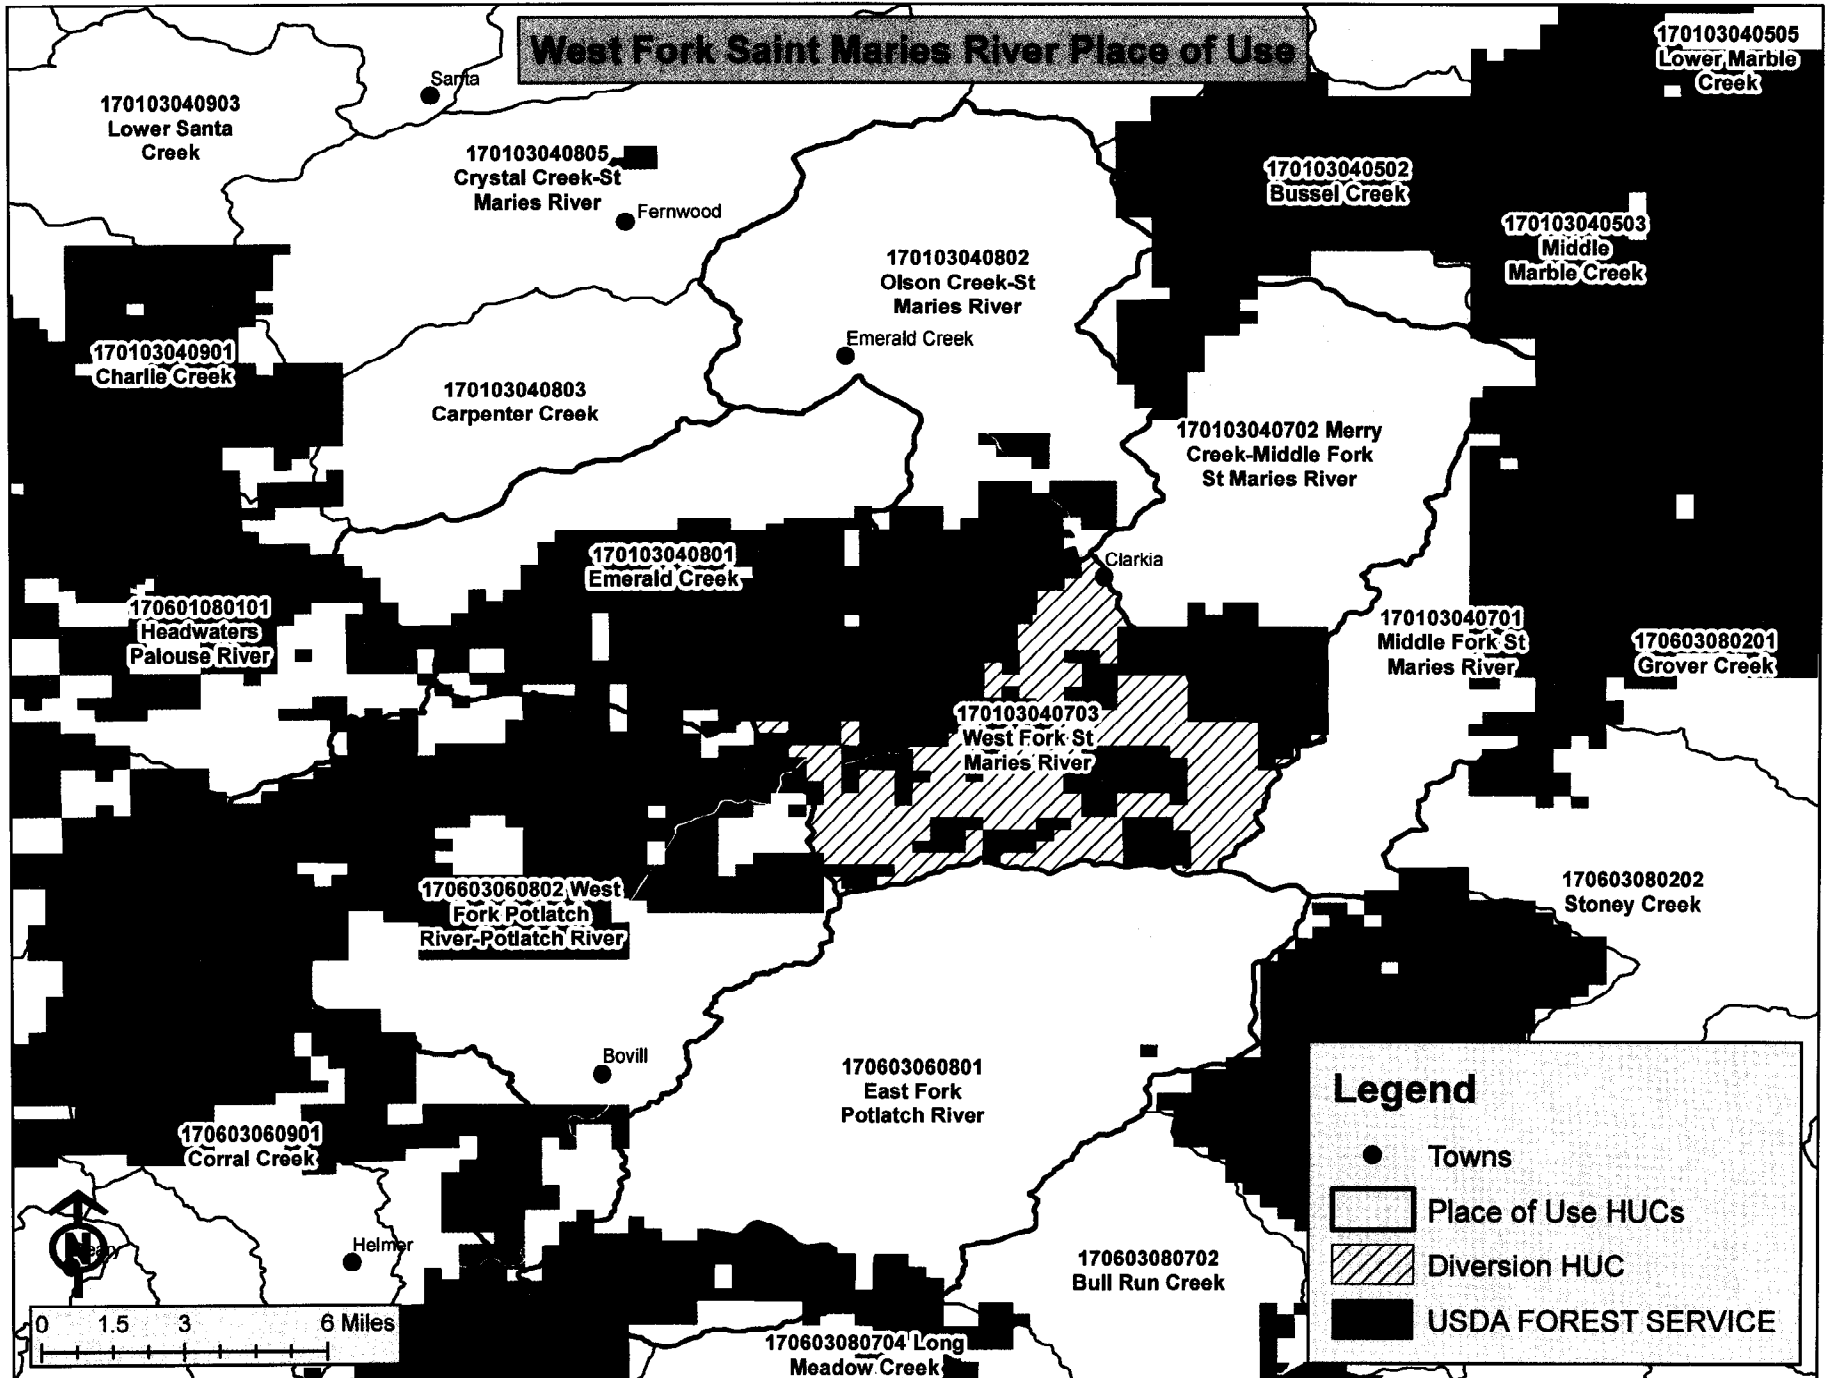 West Fork Saint Maries River Place of Use
170103040505
Lower Marble
Creek
Santa
170103040903
Lower Santa
Creek
170103040805
Crystal Creek-St
Maries River
Fernwood
170103040502
Bussel Creek
170103040503
Middle
Marble Creek
170103040802
Olson Creek-St
Maries River
Emerald Creek
170103040901
Charlie Creek
170103040803
Carpenter Creek
170103040702 Merry
Creek-Middle Fork
St Maries River
170103040801
Emerald Creek
Clarkia
170601080101
Headwaters
Palouse River
170103040701
Middle Fork St
Maries River
170603080201
Grover Creek
170103040703
West Fork St
Maries River
170603060802 West
Fork Potlatch
River-Potlatch River
170603080202
Stoney Creek
Bovill
170603060801
East Fork
Potlatch River
170603060901
Corral Creek
N
Helmer
170603080702
Bull Run Creek
170603080704 Long
Meadow Creek
0 1.5 3 6 Miles
Legend
Towns
Place of Use HUCs
Diversion HUC
USDA FOREST SERVICE